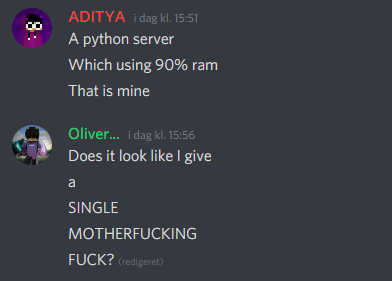 ADITYA i dag kl. 15:51
A python server
Which using 90% ram
That is mine
Oliver... i dag kl. 15:56
Does it look like I give
a
SINGLE
MOTHERFUCKING
FUCK? (redigeret)